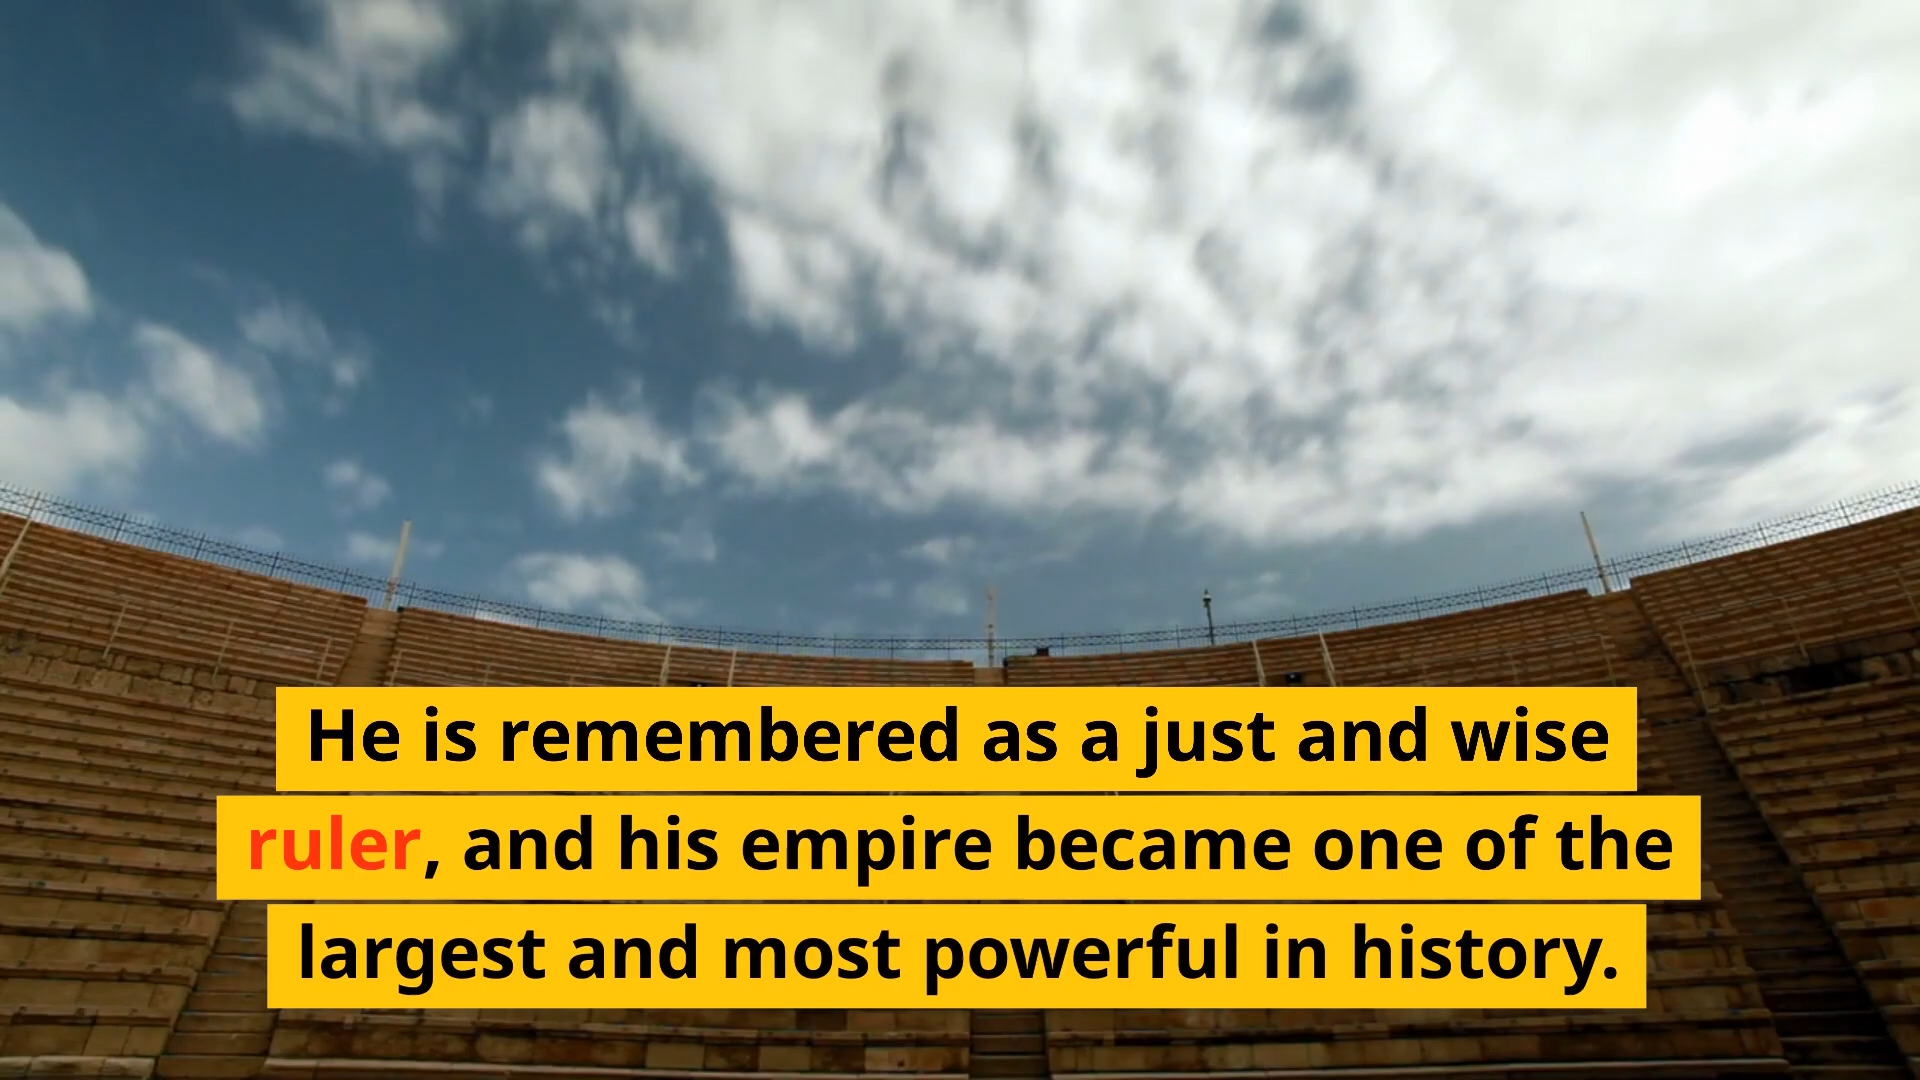 He is remembered as a just and wise
ruler, and his empire became one of the
largest and most powerful in history.